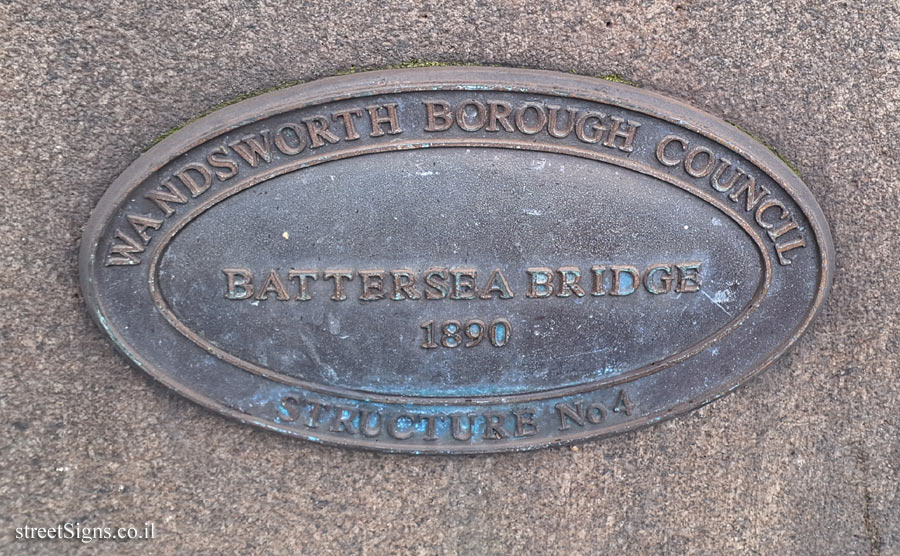 WANDSWORTH BOROUGH COUNCIL
BATTERSEA BRIDGE
1890
STRUCTURE No 4
streetSigns.co.il